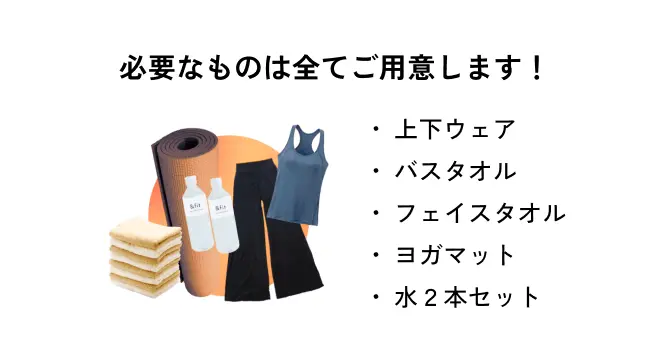 必要なものは全てご用意します！
・ 上下ウェア
・ バスタオル
・ フェイスタオル
・ ヨガマット
・ 水２本セット
&fit
&fit